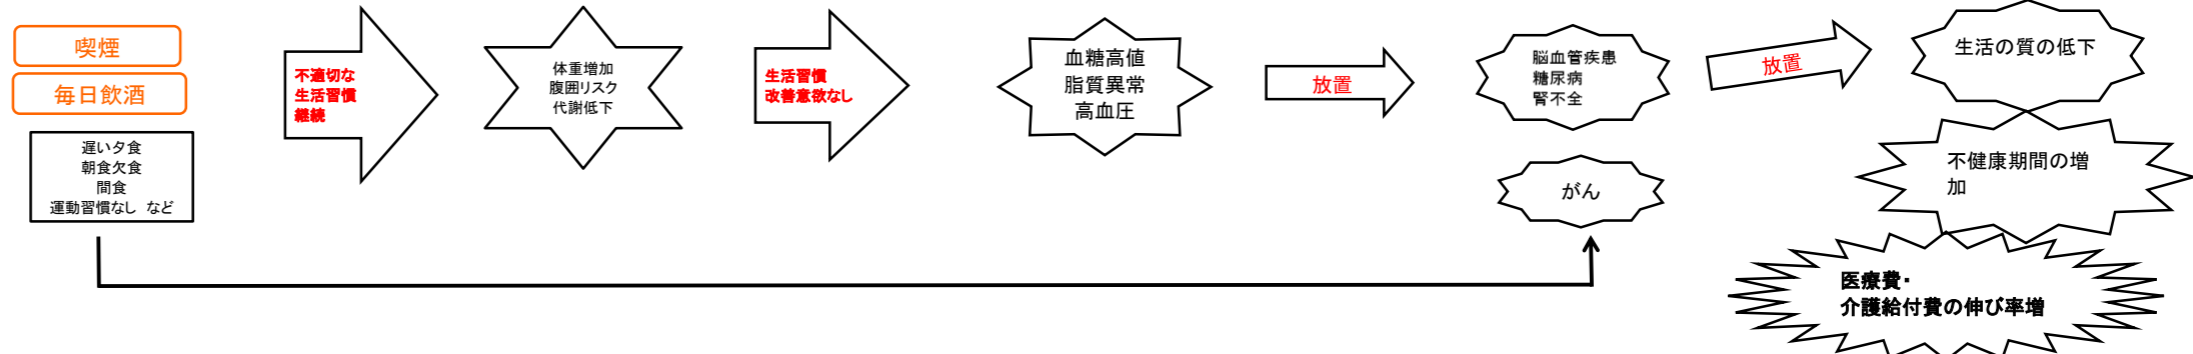 喫煙
毎日飲酒
遅い夕食
朝食欠食
間食
運動習慣なし など
不適切な
生活習慣
継続
体重増加
腹囲リスク
代謝低下
生活習慣
改善意欲なし
血糖高値
脂質異常
高血圧
放置
脳血管疾患
糖尿病
腎不全
がん
放置
生活の質の低下
不健康期間の増
加
医療費・
介護給付費の伸び率増